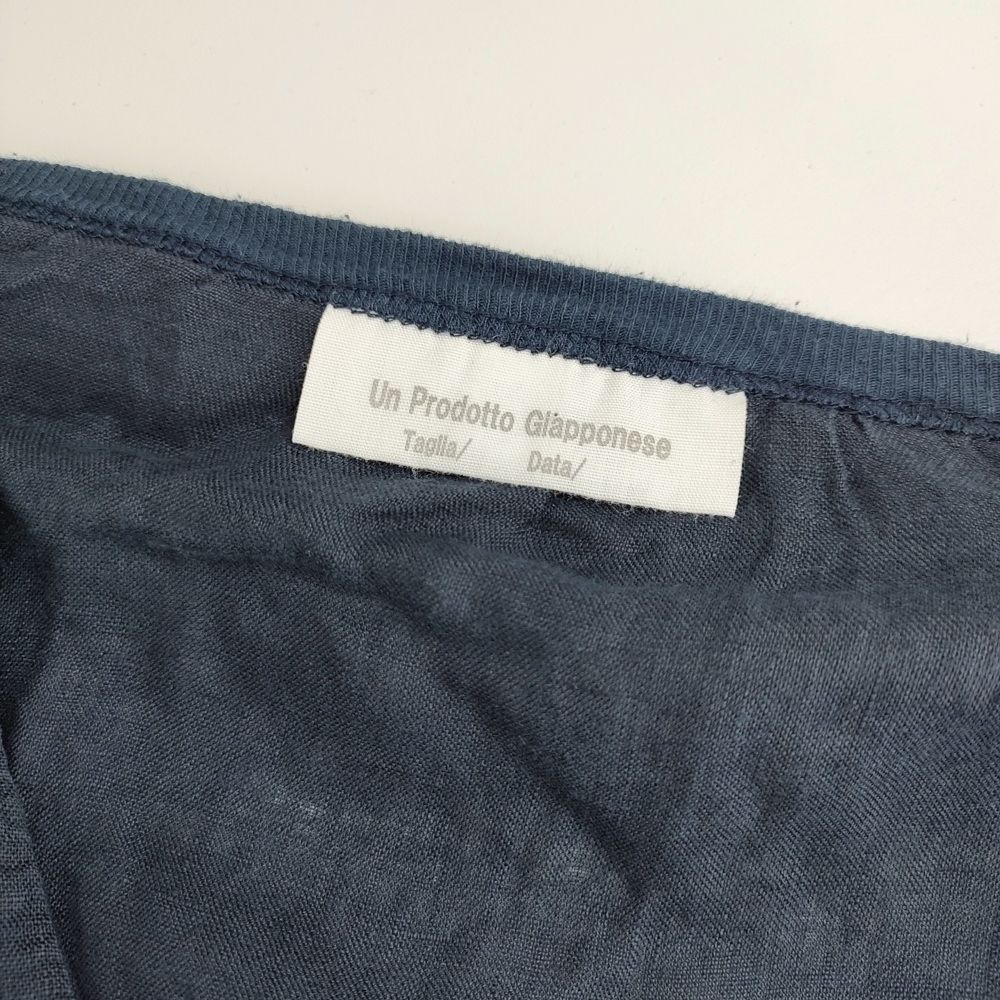 Un Prodotto Giapponese
Taglia/ Data/